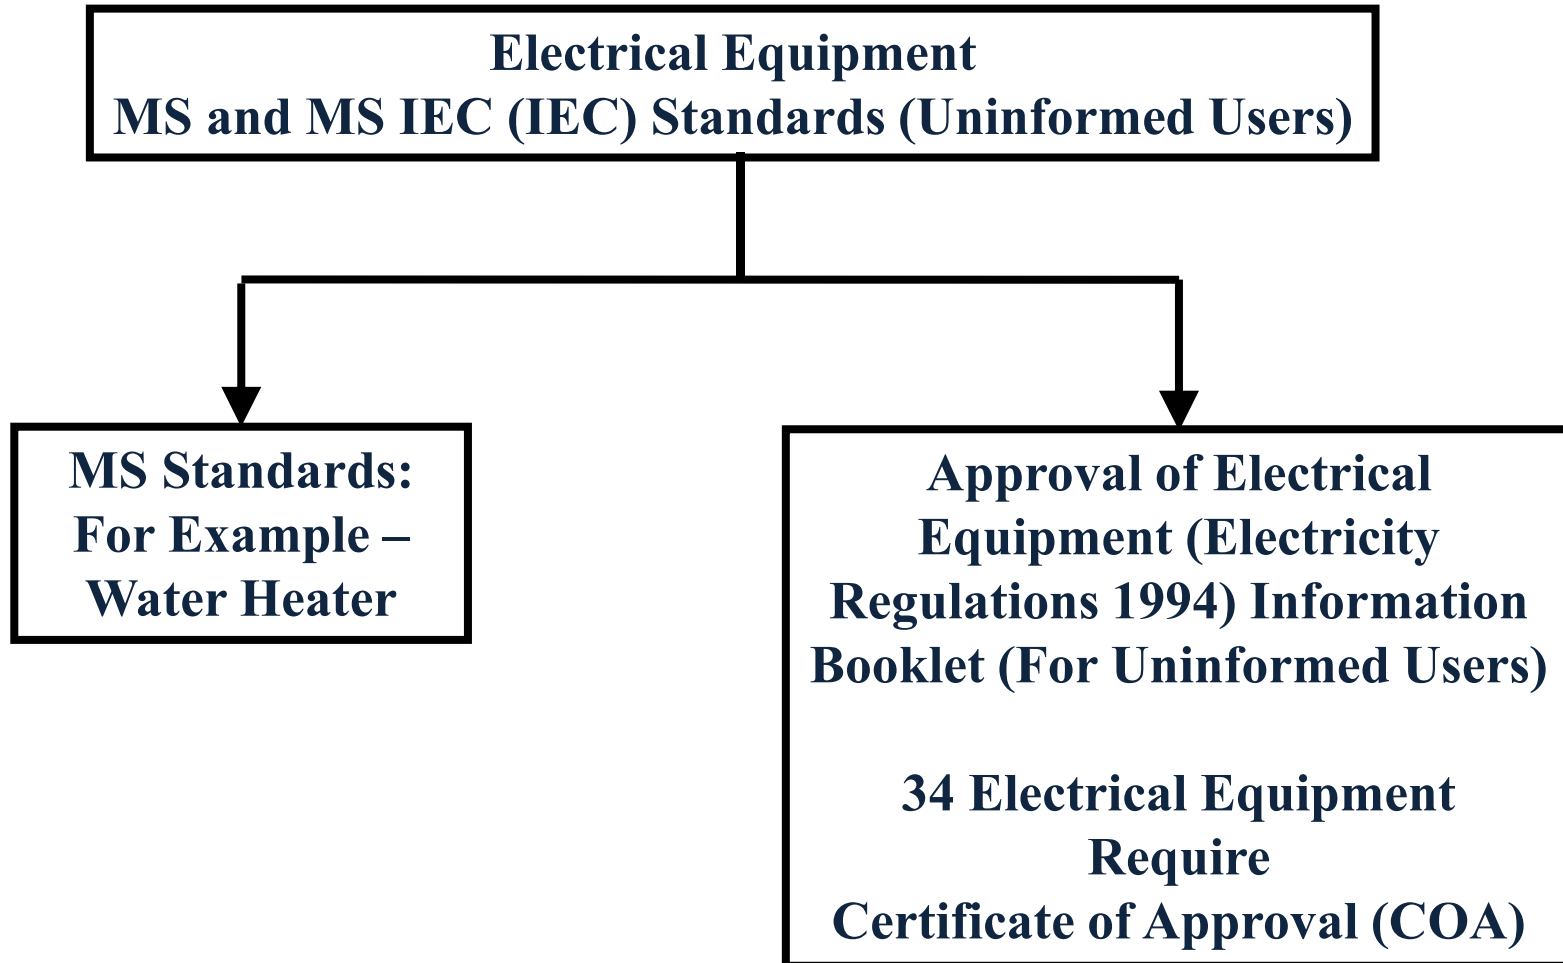 Electrical Equipment
MS and MS IEC (IEC) Standards (Uninformed Users)
MS Standards:
For Example –
Water Heater
Approval of Electrical
Equipment (Electricity
Regulations 1994) Information
Booklet (For Uninformed Users)
34 Electrical Equipment
Require
Certificate of Approval (COA)